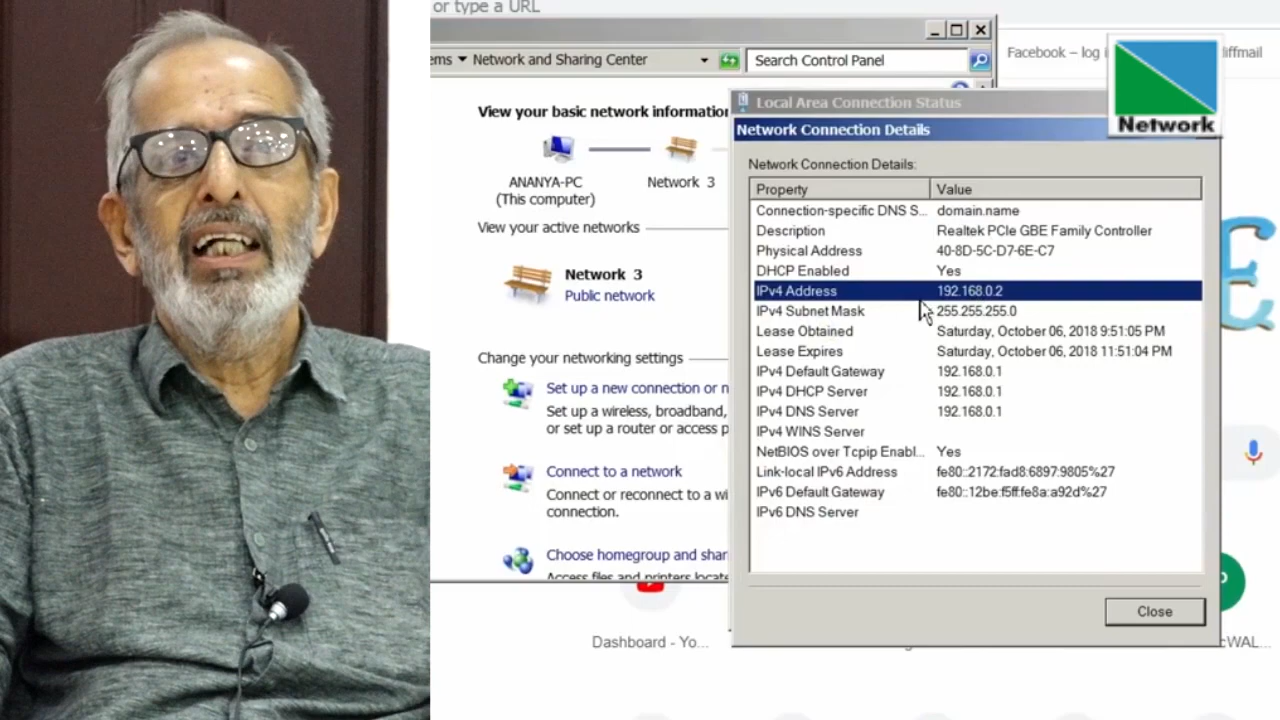 or type a URL
ems Network and Sharing Center
Search Control Panel
Facebook – log
Network
View your basic network information
ANANYA-PC
(This computer)
Network 3
View your active networks
Network 3
Public network
Change your networking settings
Set up a new connection or n
Set up a wireless, broadband,
or set up a router or access p
Connect to a network
Connect or reconnect to a wi
connection.
Choose homegroup and shar
Access files and printers locate
Dashboard - Yo...
Local Area Connection Status
Network Connection Details
Network Connection Details:
Property Value
Connection-specific DNS S... domain.name
Description Realtek PCIe GBE Family Controller
Physical Address 40-8D-5C-D7-6E-C7
DHCP Enabled Yes
IPv4 Address 192.168.0.2
IPv4 Subnet Mask 255.255.255.0
Lease Obtained Saturday, October 06, 2018 9:51:05 PM
Lease Expires Saturday, October 06, 2018 11:51:04 PM
IPv4 Default Gateway 192.168.0.1
IPv4 DHCP Server 192.168.0.1
IPv4 DNS Server 192.168.0.1
IPv4 WINS Server
NetBIOS over Tcpip Enabl... Yes
Link-local IPv6 Address fe80::2172:fad8:6897:9805%27
IPv6 Default Gateway fe80::12be:f5ff:fe8a:a92d%27
IPv6 DNS Server
Close